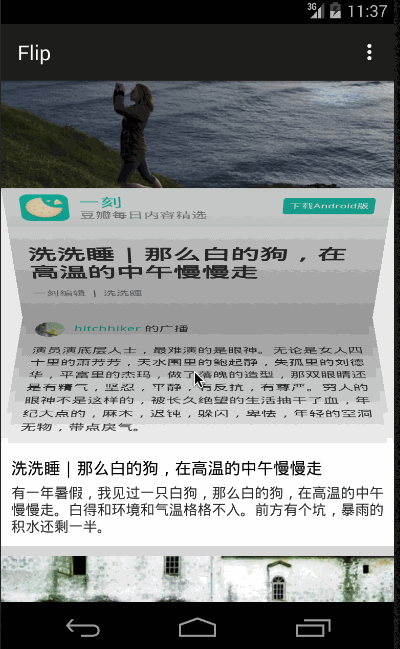 3G 11:37
Flip
一刻
豆瓣每日内容精选
下载Android版
洗洗睡 | 那么白的狗，在
高温的中午慢慢走
一刻编辑 | 洗洗睡
hitchhiker 的广播
演员演底层人士，最难演的是眼神。无论是女人四
十里的萧芳芳，天水围里的鲍起静，失孤里的刘德
华，平富里的杰玛，做了落魄的造型，那双眼睛还
是有精气，坚忍，平静，有反抗，有尊严。穷人的
眼神不是这样的，被长久绝望的生活抽干了血，年
纪大点的，麻木，迟钝，躲闪，卑怯，年轻的空洞
无物，带点戾气。
洗洗睡 | 那么白的狗，在高温的中午慢慢走
有一年暑假，我见过一只白狗，那么白的狗，在高温的中午
慢慢走。白得和环境和气温格格不入。前方有个坑，暴雨的
积水还剩一半。